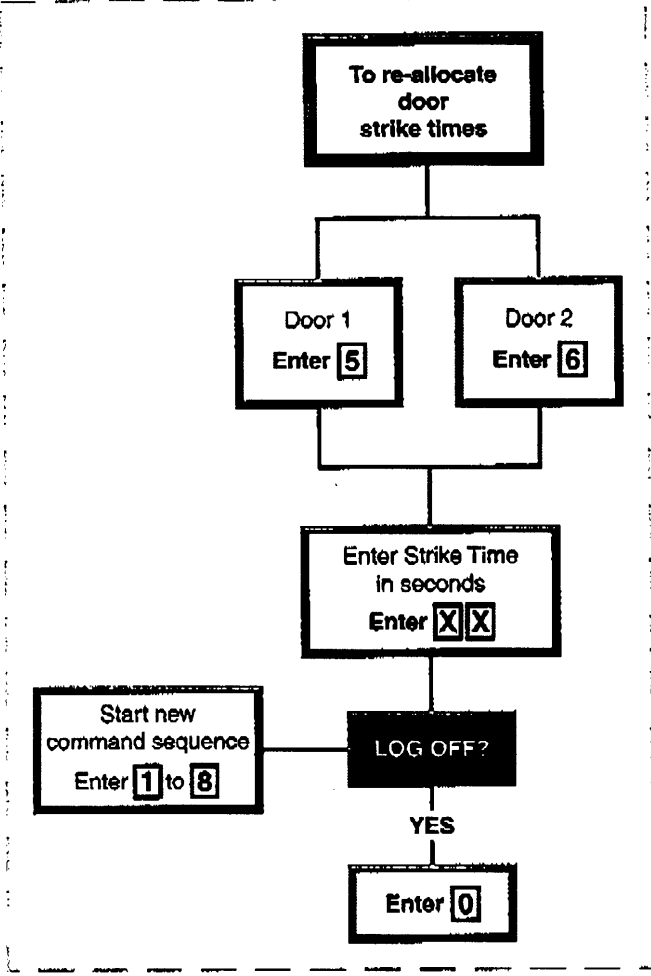 To re-allocate
door
strike times
Door 1
Enter 5
Door 2
Enter 6
Enter Strike Time
in seconds
Enter X X
Start new
command sequence
Enter 1 to 8
LOG OFF?
YES
Enter 0